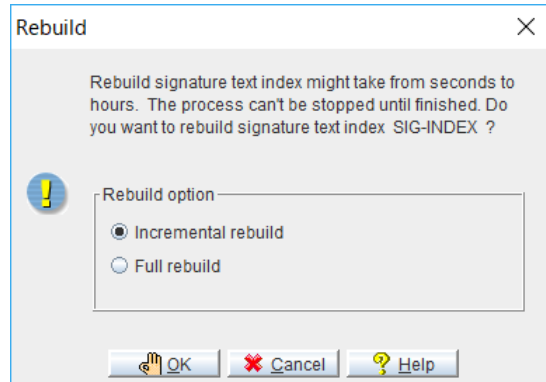 Rebuild
Rebuild signature text index might take from seconds to
hours. The process can't be stopped until finished. Do
you want to rebuild signature text index SIG-INDEX ?
Rebuild option
Incremental rebuild
Full rebuild
OK Cancel Help